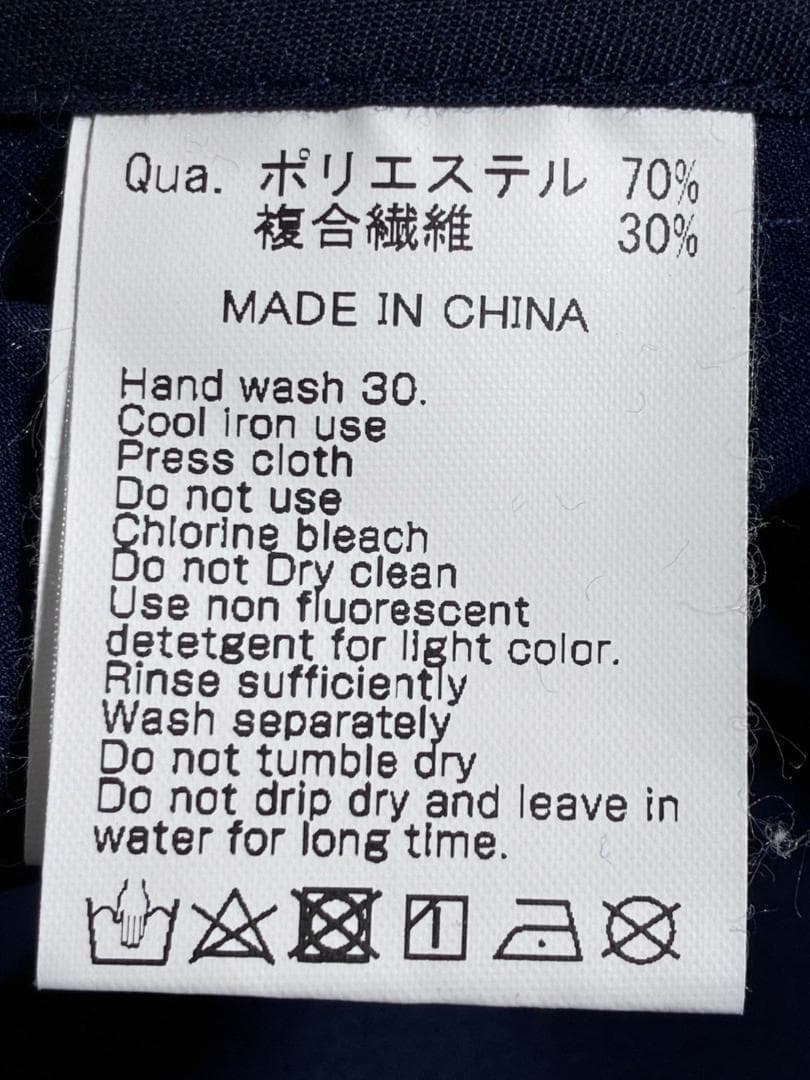 Qua. ポリエステル 70%
複合繊維 30%
MADE IN CHINA
Hand wash 30.
Cool iron use
Press cloth
Do not use
Chlorine bleach
Do not Dry clean
Use non fluorescent
detetgent for light color.
Rinse sufficiently
Wash separately
Do not tumble dry
Do not drip dry and leave in
water for long time.